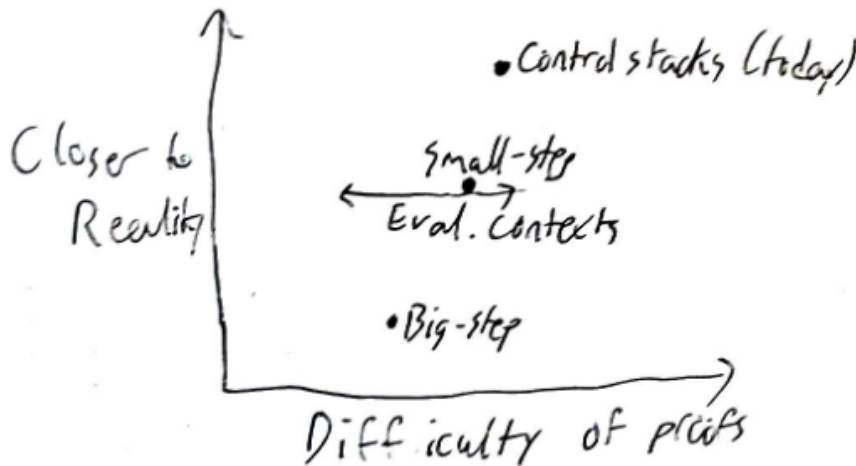 Control stacks (today)
Closer to
Reality
Small-step
Eval. contexts
Big-step
Difficulty of proofs